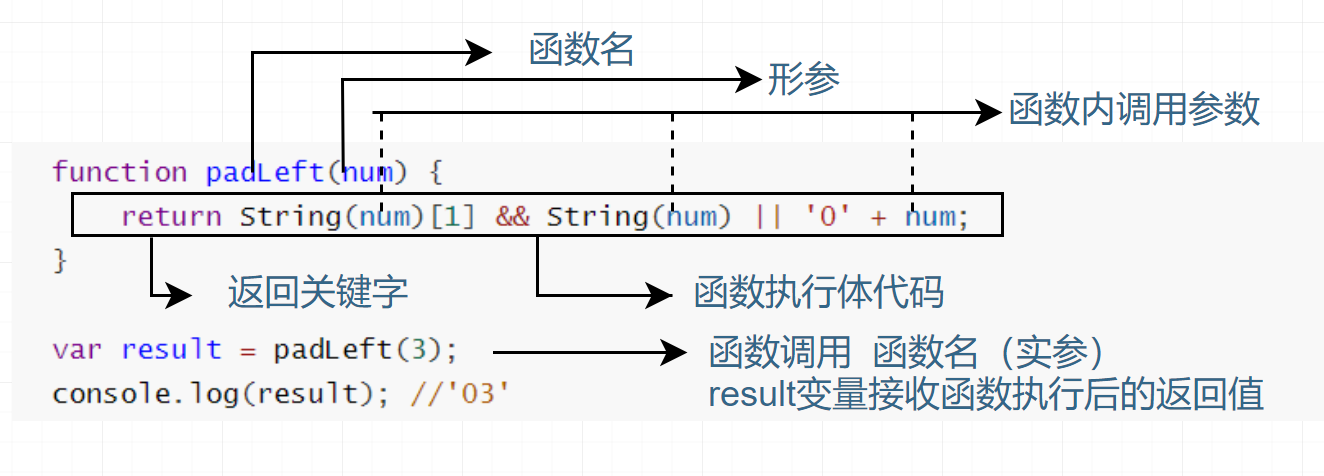 函数名
形参
函数内调用参数
function padLeft(num) {
return String(num)[1] && String(num) || '0' + num;
}
返回关键字
函数执行体代码
var result = padLeft(3);
函数调用 函数名（实参）
console.log(result); //'03'
result变量接收函数执行后的返回值